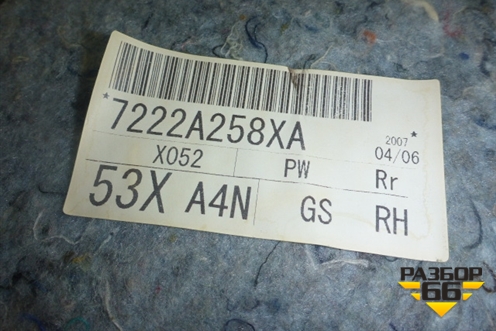 *7222A258XA*
2007
04/06
X052 PW Rr
53X A4N GS RH
РАЗБОР
66